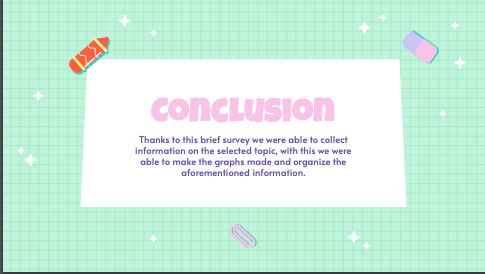 CONCLUSION
Thanks to this brief survey we were able to collect
information on the selected topic, with this we were
able to make the graphs made and organize the
aforementioned information.